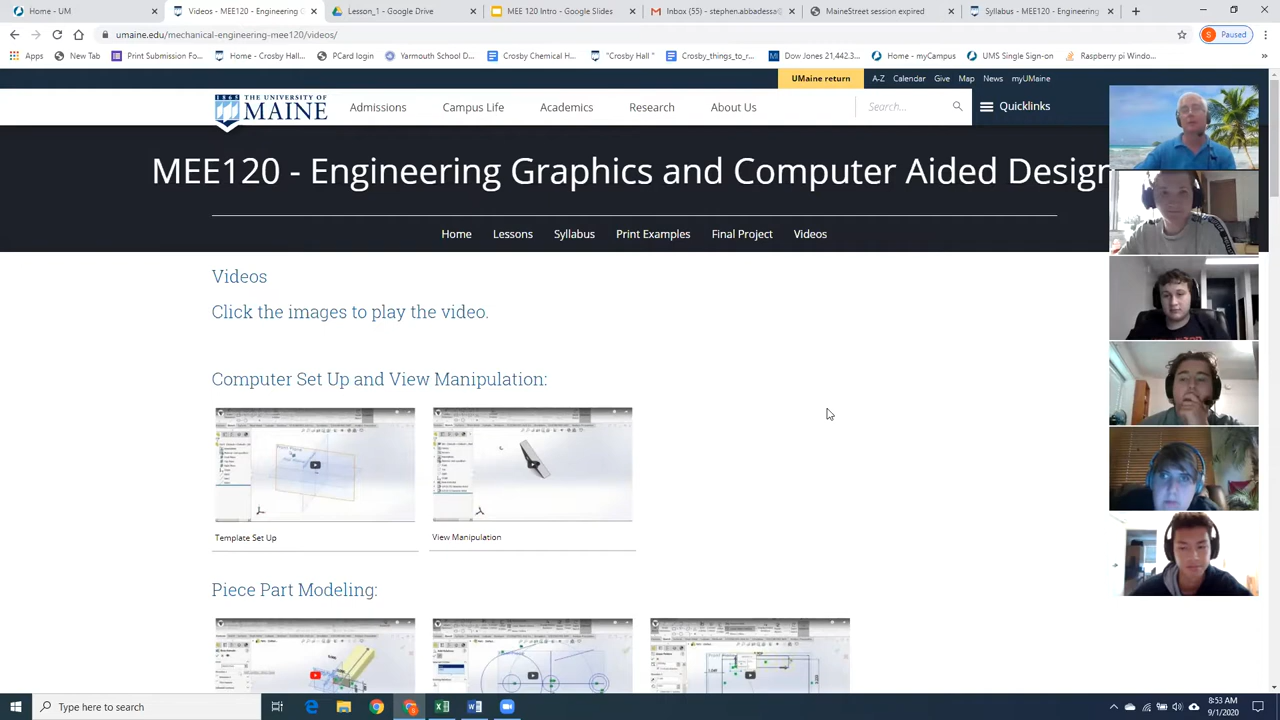 Home - UM
Videos - MEE120 - Engineering G
Lesson_07 - Google Drive
MEE 120 Intro - Google Slides
Inbox (55) - stephen.abbadessa@
MaineStreet session expired
Syllabus - MEE120 - Engineering
umaine.edu/mechanical-engineering-mee120/videos/
S Paused
Apps New Tab Print Submission Fo... Home - Crosby Hall... PCard login Yarmouth School D... Crosby Chemical H... "Crosby Hall " Crosby_things_to_r... Dow Jones 21,442.3... Home - myCampus UMS Single Sign-on Raspberry pi Windo...
UMaine return A-Z Calendar Give Map News myUMaine
1865 THE UNIVERSITY OF
MAINE
Admissions Campus Life Academics Research About Us Search... Quicklinks
MEE120 - Engineering Graphics and Computer Aided Design
Home Lessons Syllabus Print Examples Final Project Videos
Videos
Click the images to play the video.
Computer Set Up and View Manipulation:
Template Set Up View Manipulation
Piece Part Modeling:
Type here to search
8:53 AM
9/1/2020